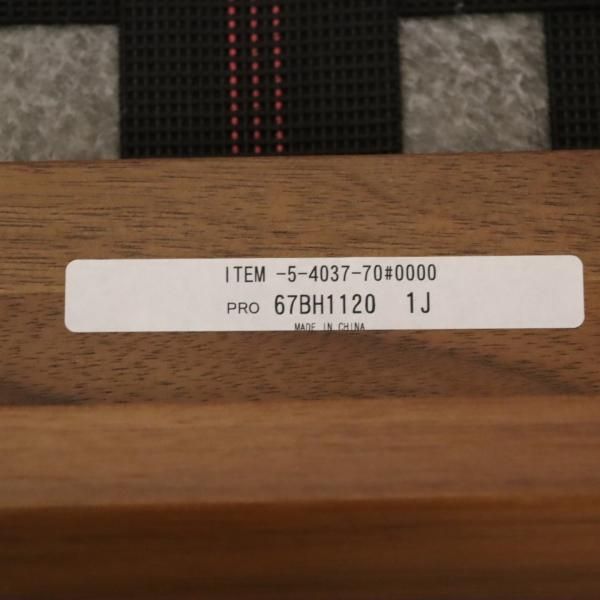 ITEM -5-4037-70#0000
PRO 67BH1120 1J
MADE IN CHINA